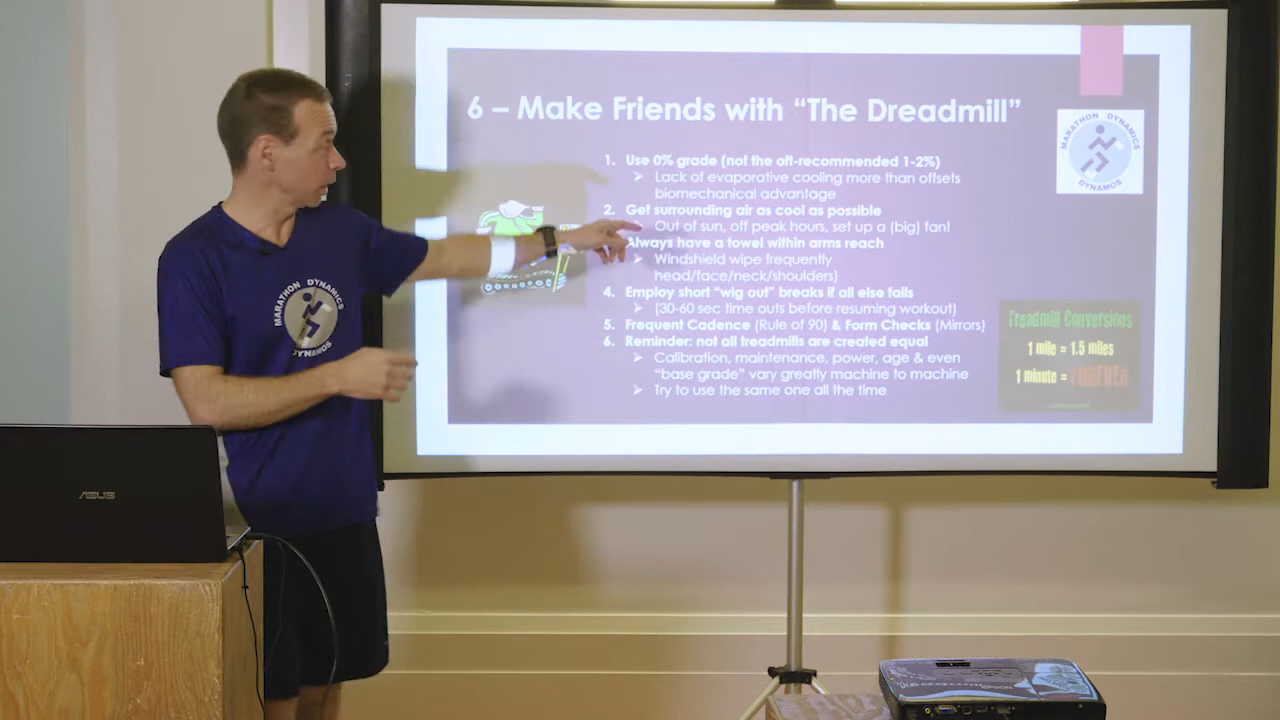 6 – Make Friends with “The Dreadmill”
MARATHON DYNAMICS
DYNAMOS
1. Use 0% grade (not the oft-recommended 1-2%)
Lack of evaporative cooling more than offsets
biomechanical advantage
2. Get surrounding air as cool as possible
Out of sun, off peak hours, set up a (big) fan!
Always have a towel within arms reach
Windshield wipe frequently
head/face/neck/shoulders)
4. Employ short “wig out” breaks if all else fails
(30-60 sec time outs before resuming workout)
5. Frequent Cadence (Rule of 90) & Form Checks (Mirrors)
6. Reminder: not all treadmills are created equal
Calibration, maintenance, power, age & even
“base grade” vary greatly machine to machine
Try to use the same one all the time
Treadmill Conversions
1 mile = 1.5 miles
1 minute = FOREVER
MARATHON DYNAMICS
DYNAMOS
ASUS
EPSON